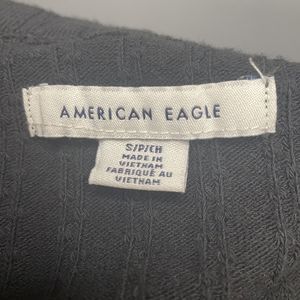 AMERICAN EAGLE
S/P/CH
MADE IN
VIETNAM
FABRIQUÉ AU
VIETNAM